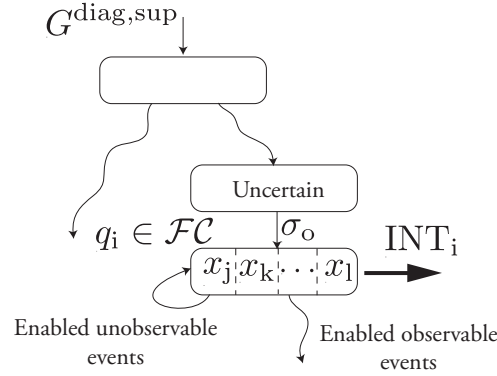 G^{diag,sup}
Uncertain
q_i ∈ FC
σ_o
INT_i
x_j x_k ⋯ x_l
Enabled unobservable
events
Enabled observable
events